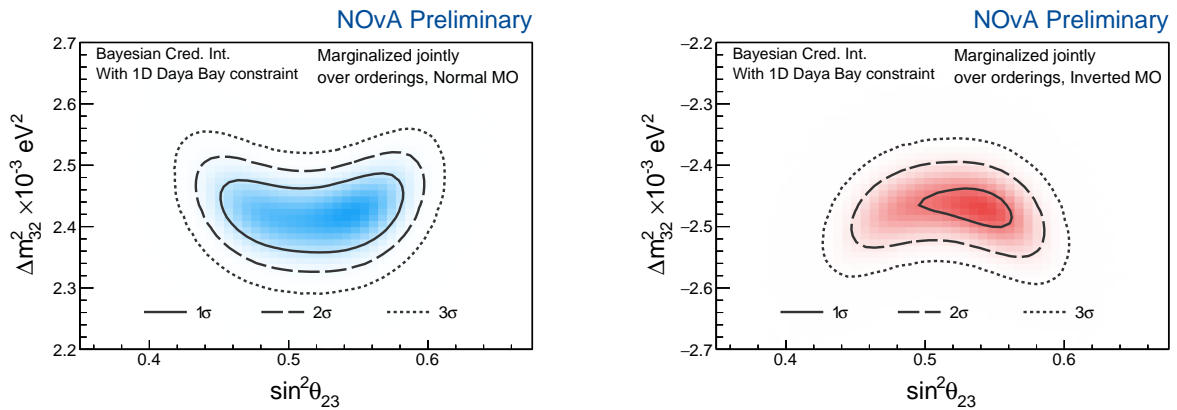 NOvA Preliminary
Bayesian Cred. Int.
With 1D Daya Bay constraint
Marginalized jointly
over orderings, Normal MO
2.7
2.6
2.5
2.4
2.3
2.2
Δm²₃₂ ×10⁻³ eV²
1σ 2σ 3σ
0.4 0.5 0.6
sin²θ₂₃
NOvA Preliminary
Bayesian Cred. Int.
With 1D Daya Bay constraint
Marginalized jointly
over orderings, Inverted MO
−2.2
−2.3
−2.4
−2.5
−2.6
−2.7
Δm²₃₂ ×10⁻³ eV²
1σ 2σ 3σ
0.4 0.5 0.6
sin²θ₂₃